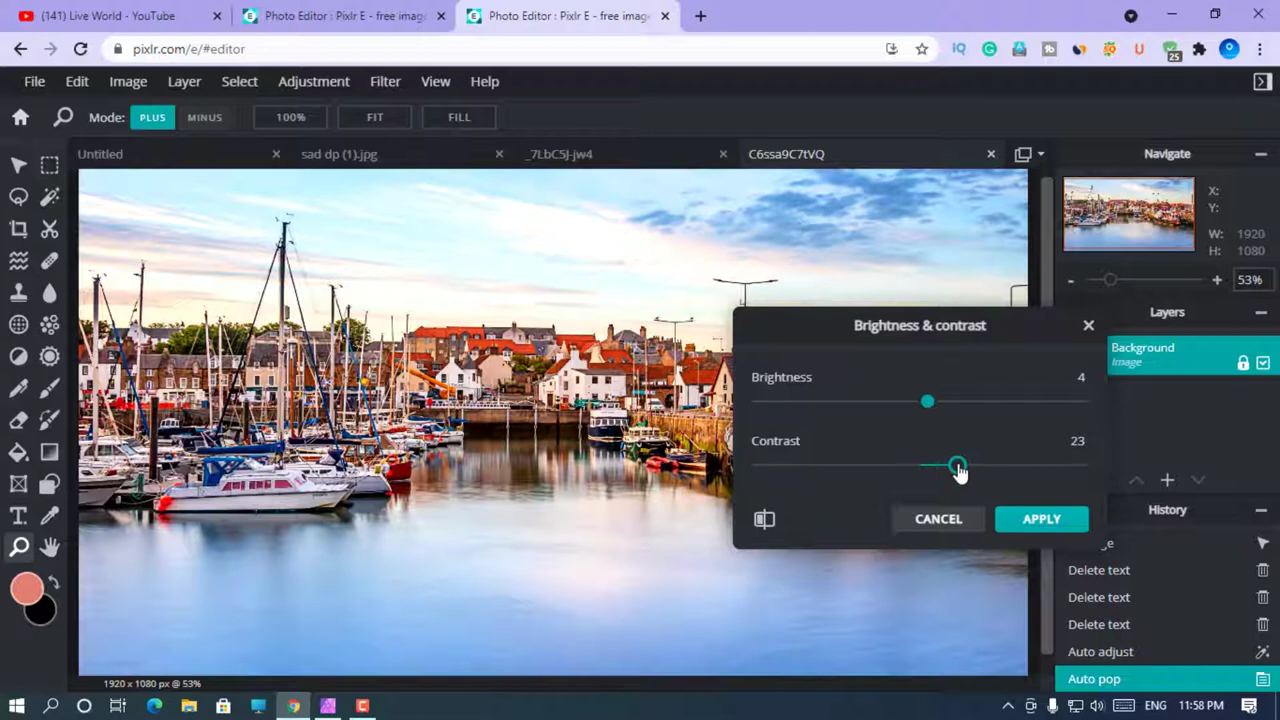 (141) Live World - YouTube
Photo Editor : Pixlr E - free imag
Photo Editor : Pixlr E - free imag
pixlr.com/e/#editor
IQ
U
25
File Edit Image Layer Select Adjustment Filter View Help
Mode: PLUS MINUS 100% FIT FILL
Untitled sad dp (1).jpg _7LbC5J-jw4 C6ssa9C7tVQ
Navigate
X:
Y:
W: 1920
H: 1080
- + 53%
Layers
Brightness & contrast
Background
Image
Brightness 4
Contrast 23
CANCEL APPLY
History
ge
Delete text
Delete text
Delete text
Auto adjust
Auto pop
T
1920 x 1080 px @ 53%
ENG 11:58 PM